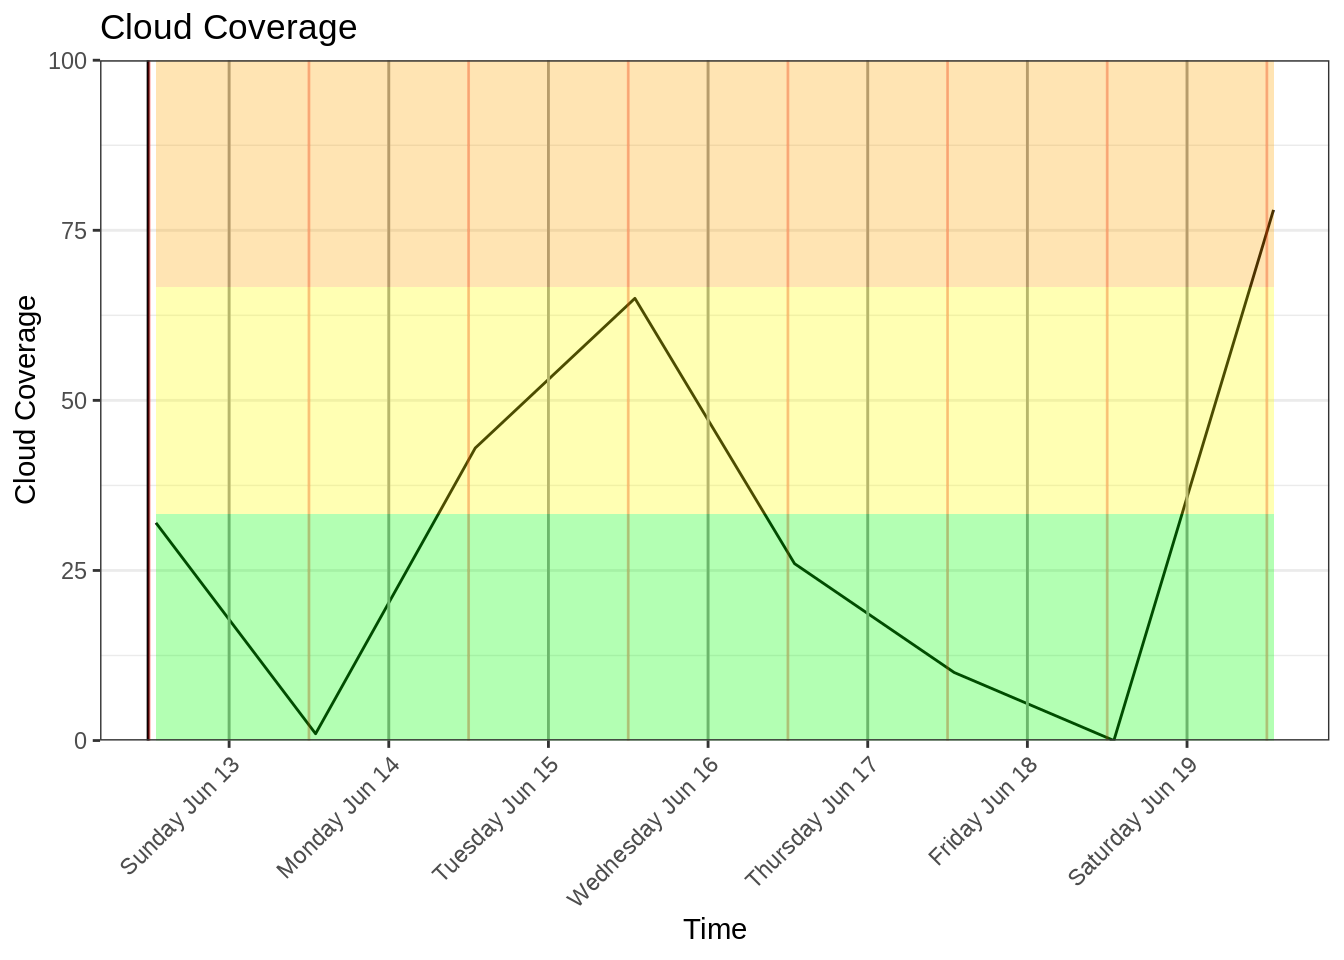 Cloud Coverage
100
75
50
25
0
Cloud Coverage
Sunday Jun 13
Monday Jun 14
Tuesday Jun 15
Wednesday Jun 16
Thursday Jun 17
Friday Jun 18
Saturday Jun 19
Time